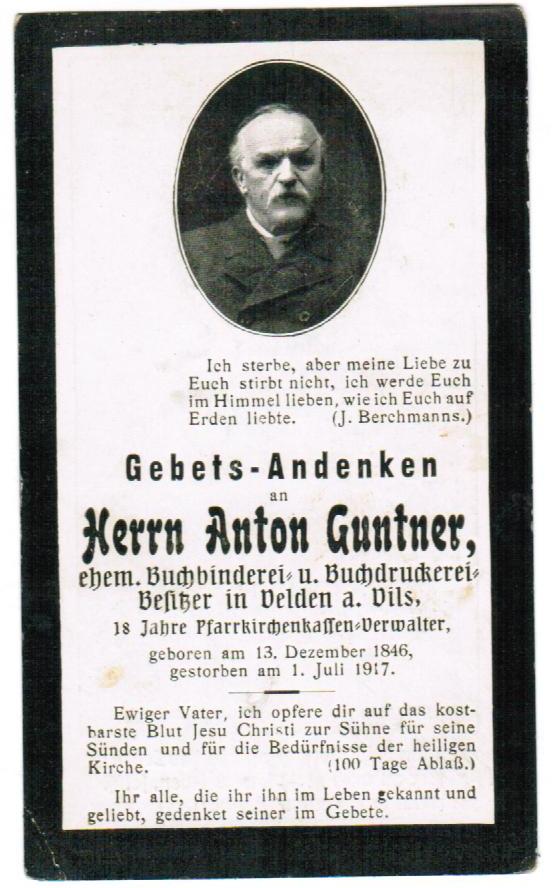 Ich sterbe, aber meine Liebe zu
Euch stirbt nicht, ich werde Euch
im Himmel lieben, wie ich Euch auf
Erden liebte. (J. Berchmanns.)
Gebets-Andenken
an
Herrn Anton Guntner,
ehem. Buchbinderei- u. Buchdruckerei-
Besitzer in Velden a. Vils,
18 Jahre Pfarrkirchenkassen-Verwalter,
geboren am 13. Dezember 1846,
gestorben am 1. Juli 1917.
Ewiger Vater, ich opfere dir auf das kost-
barste Blut Jesu Christi zur Sühne für seine
Sünden und für die Bedürfnisse der heiligen
Kirche. (100 Tage Ablaß.)
Ihr alle, die ihr ihn im Leben gekannt und
geliebt, gedenket seiner im Gebete.